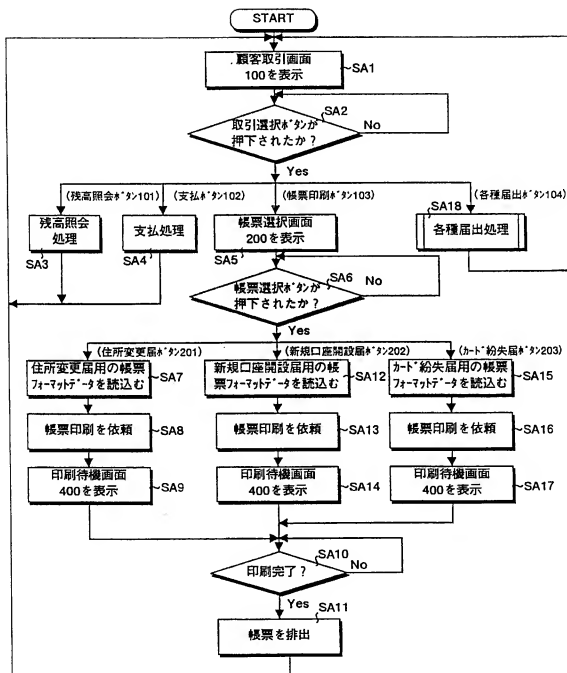 START
顧客取引画面
100を表示
SA1
取引選択ボタンが
押下されたか？
SA2
No
Yes
(残高照会ボタン101)
(支払ボタン102)
(帳票印刷ボタン103)
(各種届出ボタン104)
残高照会
処理
SA3
支払処理
SA4
帳票選択画面
200を表示
SA5
SA18
各種届出処理
帳票選択ボタンが
押下されたか？
SA6
No
Yes
(住所変更届ボタン201)
(新規口座開設届ボタン202)
(カード紛失届ボタン203)
住所変更届用の帳票
フォーマットデータを読込む
SA7
新規口座開設届用の帳
票フォーマットデータを読込む
SA12
カード紛失届用の帳票
フォーマットデータを読込む
SA15
帳票印刷を依頼
SA8
帳票印刷を依頼
SA13
帳票印刷を依頼
SA16
印刷待機画面
400を表示
SA9
印刷待機画面
400を表示
SA14
印刷待機画面
400を表示
SA17
印刷完了？
SA10
No
Yes
帳票を排出
SA11